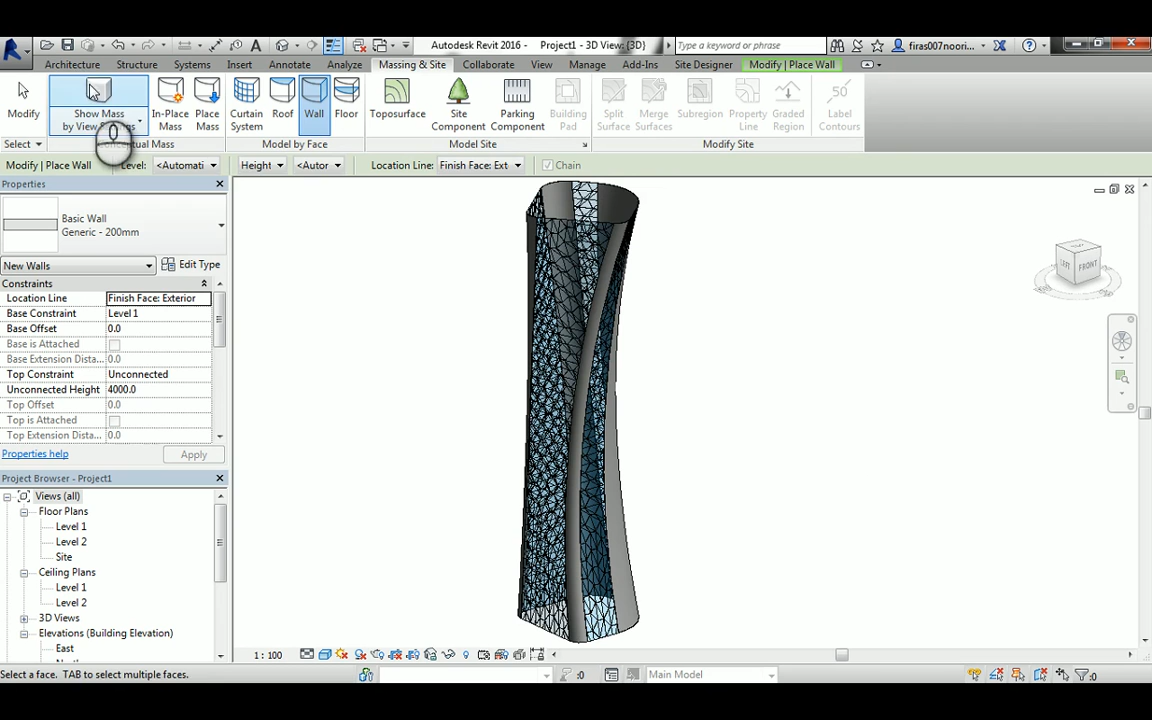 Autodesk Revit 2016 - Project1 - 3D View: {3D}
Type a keyword or phrase
firas007noori...
Architecture Structure Systems Insert Annotate Analyze Massing & Site Collaborate View Manage Add-Ins Site Designer Modify | Place Wall
Modify
Show Mass
by View
In-Place
Mass
Place
Mass
Curtain
System
Roof
Wall
Floor
Toposurface
Site
Component
Parking
Component
Building
Pad
Split
Surface
Merge
Surfaces
Subregion
Property
Line
Graded
Region
50
Label
Contours
Select
Mass
Model by Face
Model Site
Modify Site
Modify | Place Wall
Level: <Automati
Height
<Autor
Location Line: Finish Face: Ext
Chain
Properties
Basic Wall
Generic - 200mm
New Walls
Edit Type
Constraints
Location Line Finish Face: Exterior
Base Constraint Level 1
Base Offset 0.0
Base is Attached
Base Extension Dista... 0.0
Top Constraint Unconnected
Unconnected Height 4000.0
Top Offset 0.0
Top is Attached
Top Extension Dista... 0.0
Properties help
Apply
Project Browser - Project1
Views (all)
Floor Plans
Level 1
Level 2
Site
Ceiling Plans
Level 1
Level 2
3D Views
Elevations (Building Elevation)
East
LEFT
FRONT
1 : 100
Select a face. TAB to select multiple faces.
:0
Main Model
:0